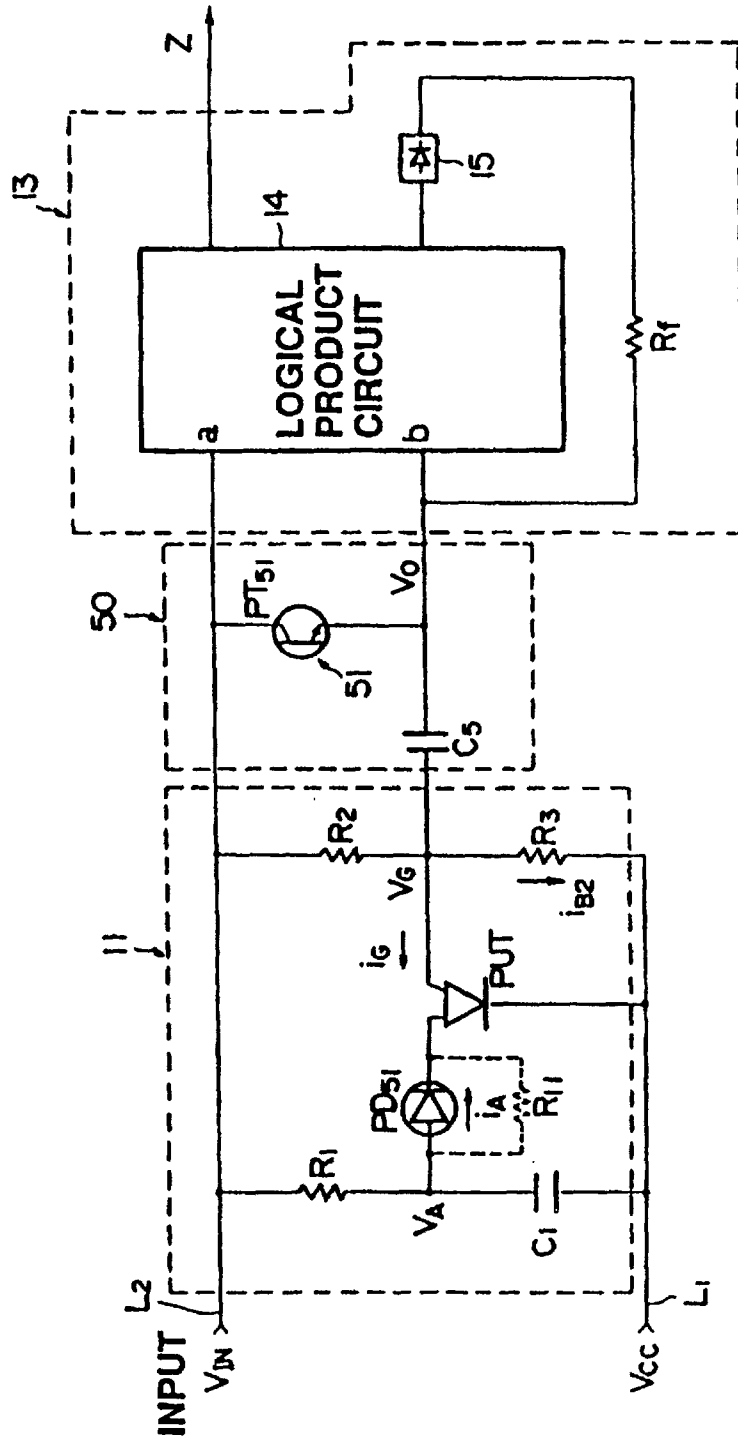 INPUT
VIN
L2
11
R1
VA
C1
PD51
iA
R11
PUT
iG
VG
R2
R3
iB2
VCC
L1
50
PT51
51
C5
VO
13
a
b
LOGICAL
PRODUCT
CIRCUIT
14
15
Rf
Z